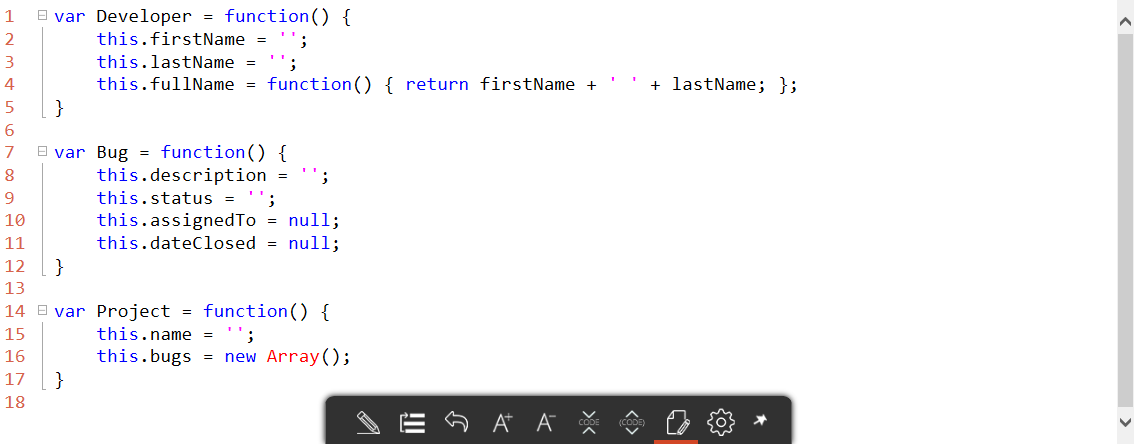 1 var Developer = function() {
2     this.firstName = '';
3     this.lastName = '';
4     this.fullName = function() { return firstName + ' ' + lastName; };
5 }
6
7 var Bug = function() {
8     this.description = '';
9     this.status = '';
10     this.assignedTo = null;
11     this.dateClosed = null;
12 }
13
14 var Project = function() {
15     this.name = '';
16     this.bugs = new Array();
17 }
18
A+ A- CODE (CODE)